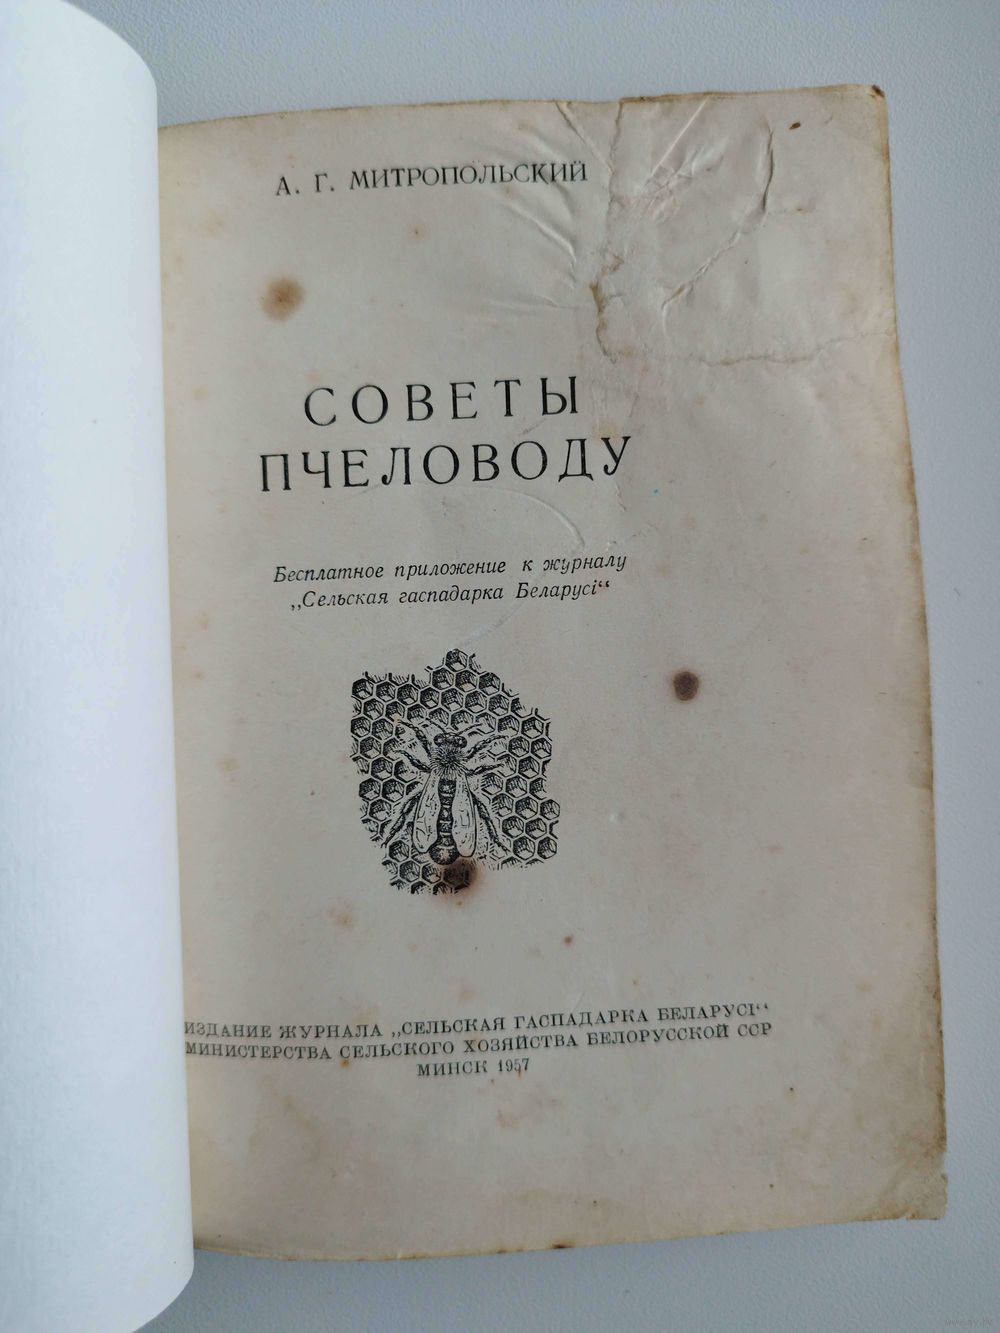 А. Г. МИТРОПОЛЬСКИЙ
СОВЕТЫ
ПЧЕЛОВОДУ
Бесплатное приложение к журналу
„Сельская гаспадарка Беларусі“
ИЗДАНИЕ ЖУРНАЛА „СЕЛЬСКАЯ ГАСПАДАРКА БЕЛАРУСІ“
МИНИСТЕРСТВА СЕЛЬСКОГО ХОЗЯЙСТВА БЕЛОРУССКОЙ ССР
МИНСК 1957